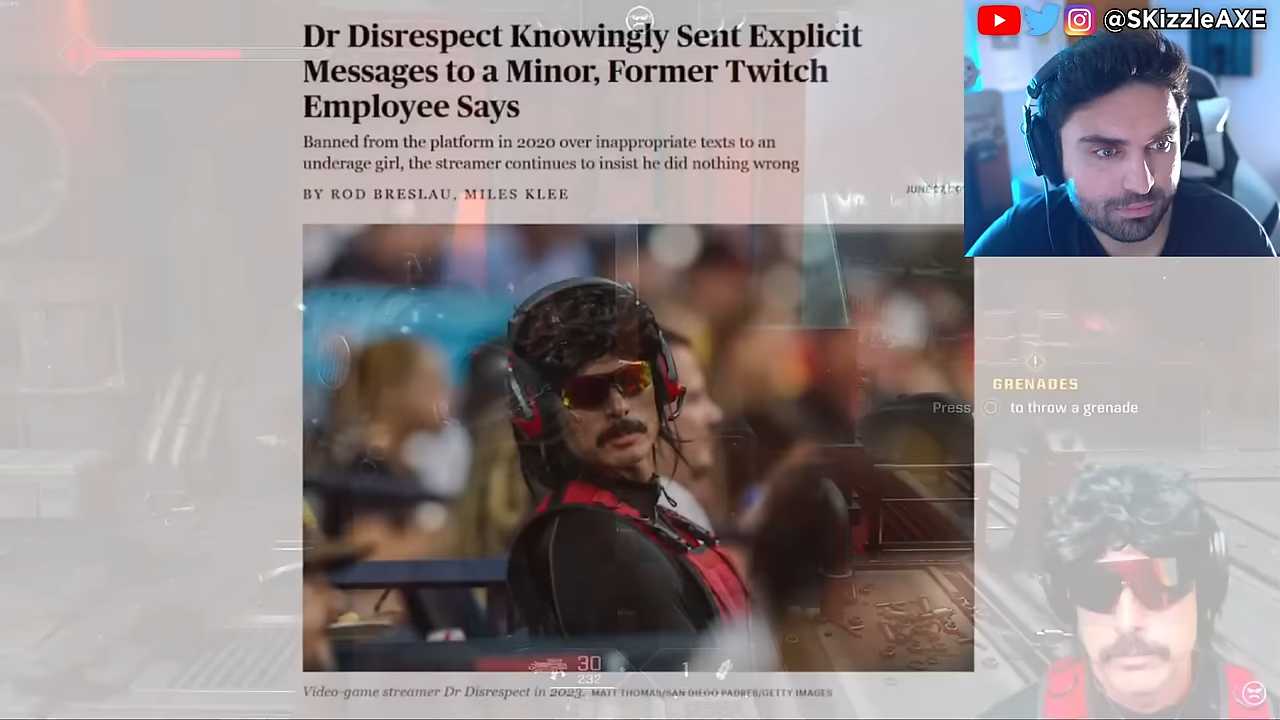 @SKizzleAXE
Dr Disrespect Knowingly Sent Explicit
Messages to a Minor, Former Twitch
Employee Says
Banned from the platform in 2020 over inappropriate texts to an
underage girl, the streamer continues to insist he did nothing wrong
BY ROD BRESLAU, MILES KLEE
GRENADES
Press to throw a grenade
30
232
1
Video-game streamer Dr Disrespect in 2023. MATT THOMAS/SAN DIEGO PADRES/GETTY IMAGES